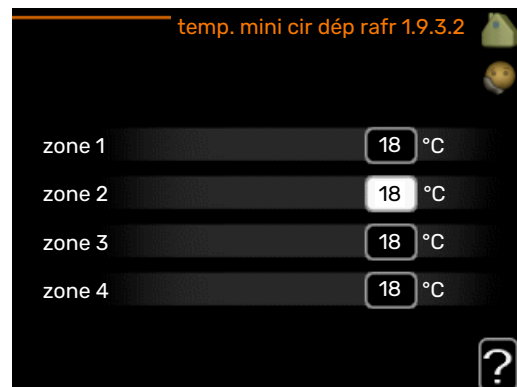 temp. mini cir dép rafr 1.9.3.2
zone 1 18 °C
zone 2 18 °C
zone 3 18 °C
zone 4 18 °C
?